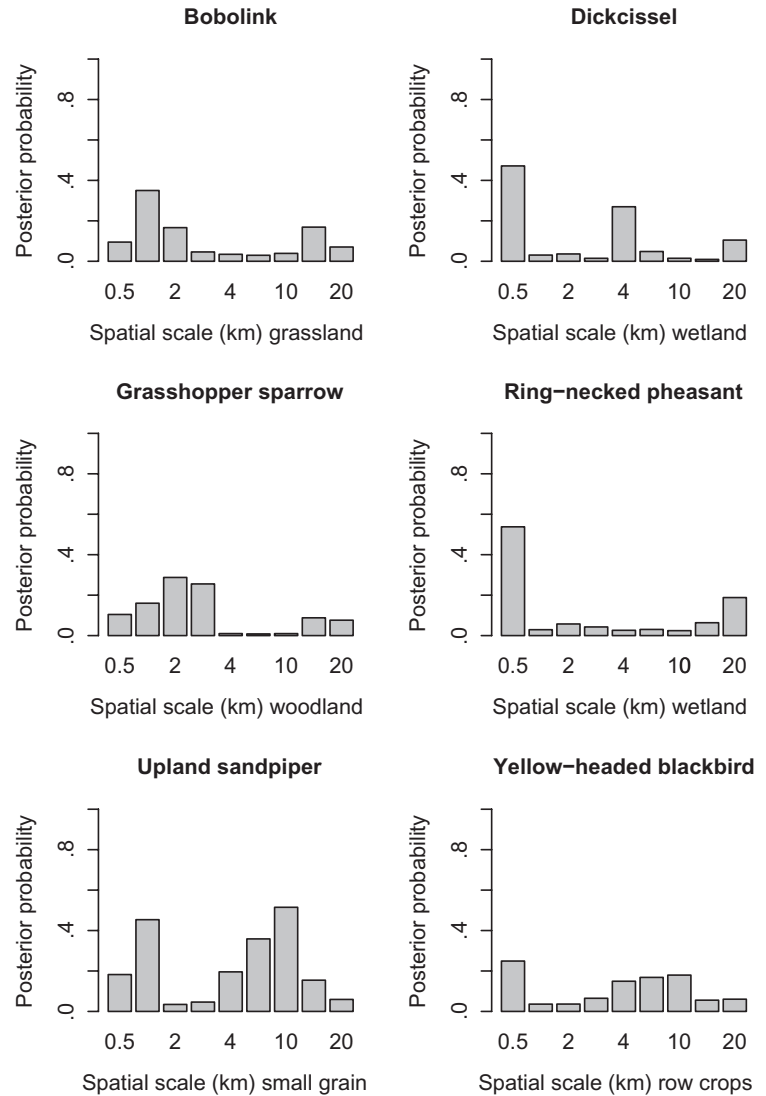 Bobolink
Posterior probability
.8
.4
.0
0.5 2 4 10 20
Spatial scale (km) grassland
Dickcissel
Posterior probability
.8
.4
.0
0.5 2 4 10 20
Spatial scale (km) wetland
Grasshopper sparrow
Posterior probability
.8
.4
.0
0.5 2 4 10 20
Spatial scale (km) woodland
Ring−necked pheasant
Posterior probability
.8
.4
.0
0.5 2 4 10 20
Spatial scale (km) wetland
Upland sandpiper
Posterior probability
.8
.4
.0
0.5 2 4 10 20
Spatial scale (km) small grain
Yellow−headed blackbird
Posterior probability
.8
.4
.0
0.5 2 4 10 20
Spatial scale (km) row crops